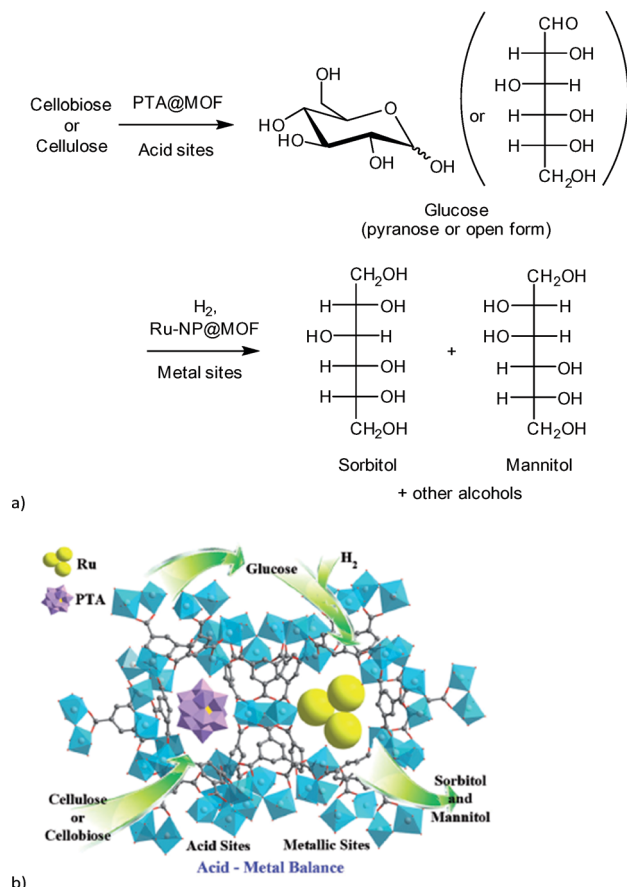 CHO
H
OH
HO
H
H
OH
H
OH
CH2OH
or
OH
O
HO
HO
OH
OH
Cellobiose
or
Cellulose
PTA@MOF
Acid sites
Glucose
(pyranose or open form)
H2,
Ru-NP@MOF
Metal sites
CH2OH
H
OH
HO
H
H
OH
H
OH
CH2OH
Sorbitol
+
CH2OH
HO
H
HO
H
H
OH
H
OH
CH2OH
Mannitol
+ other alcohols
a)
Ru
PTA
Glucose
H2
Cellulose
or
Cellobiose
Acid Sites
Metallic Sites
Sorbitol
and
Mannitol
Acid - Metal Balance
b)